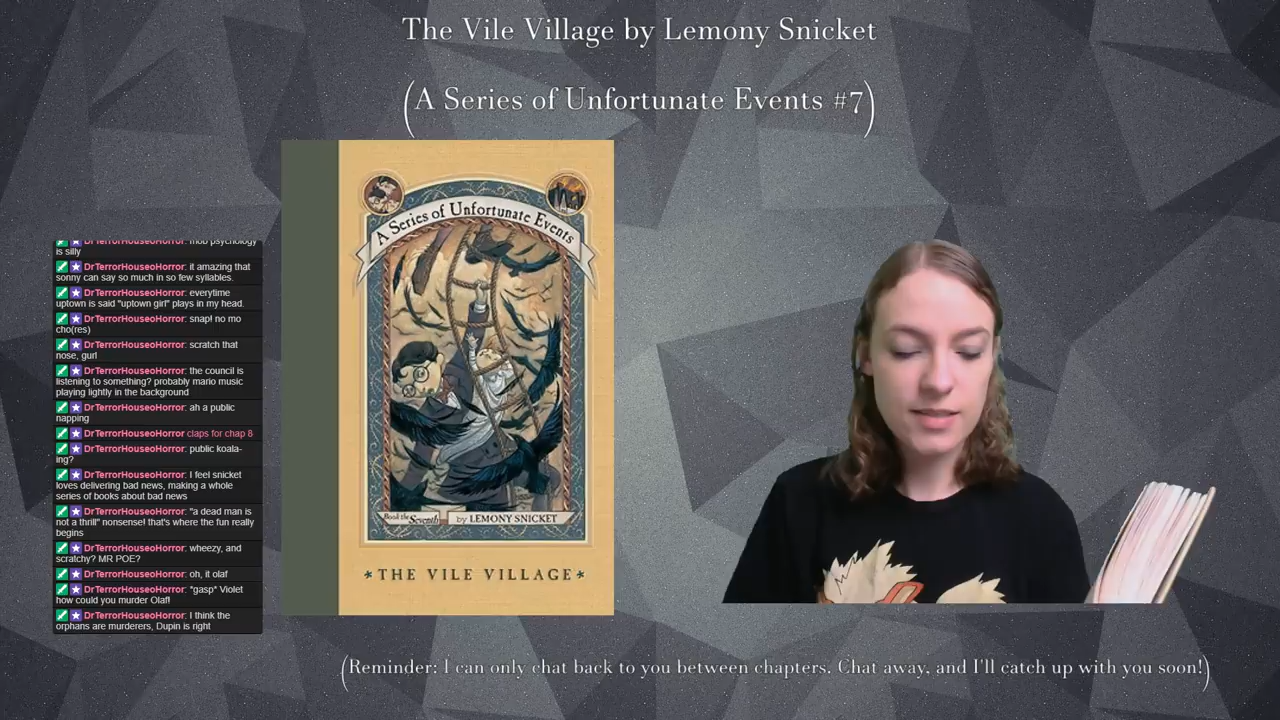 The Vile Village by Lemony Snicket
(A Series of Unfortunate Events #7)
A Series of Unfortunate Events
Book the Seventh
by LEMONY SNICKET
*THE VILE VILLAGE*
DrTerrorHouseoHorror: mob psychology
is silly
DrTerrorHouseoHorror: it amazing that
sonny can say so much in so few syllables.
DrTerrorHouseoHorror: everytime
uptown is said "uptown girl" plays in my head.
DrTerrorHouseoHorror: snap! no mo
cho(res)
DrTerrorHouseoHorror: scratch that
nose, gurl
DrTerrorHouseoHorror: the council is
listening to something? probably mario music
playing lightly in the background
DrTerrorHouseoHorror: ah a public
napping
DrTerrorHouseoHorror claps for chap 8
DrTerrorHouseoHorror: public koala-
ing?
DrTerrorHouseoHorror: I feel snicket
loves delivering bad news, making a whole
series of books about bad news
DrTerrorHouseoHorror: "a dead man is
not a thrill" nonsense! that's where the fun really
begins
DrTerrorHouseoHorror: wheezy, and
scratchy? MR POE?
DrTerrorHouseoHorror: oh, it olaf
DrTerrorHouseoHorror: *gasp* Violet
how could you murder Olaf!
DrTerrorHouseoHorror: I think the
orphans are murderers, Dupin is right
(Reminder: I can only chat back to you between chapters. Chat away, and I'll catch up with you soon!)